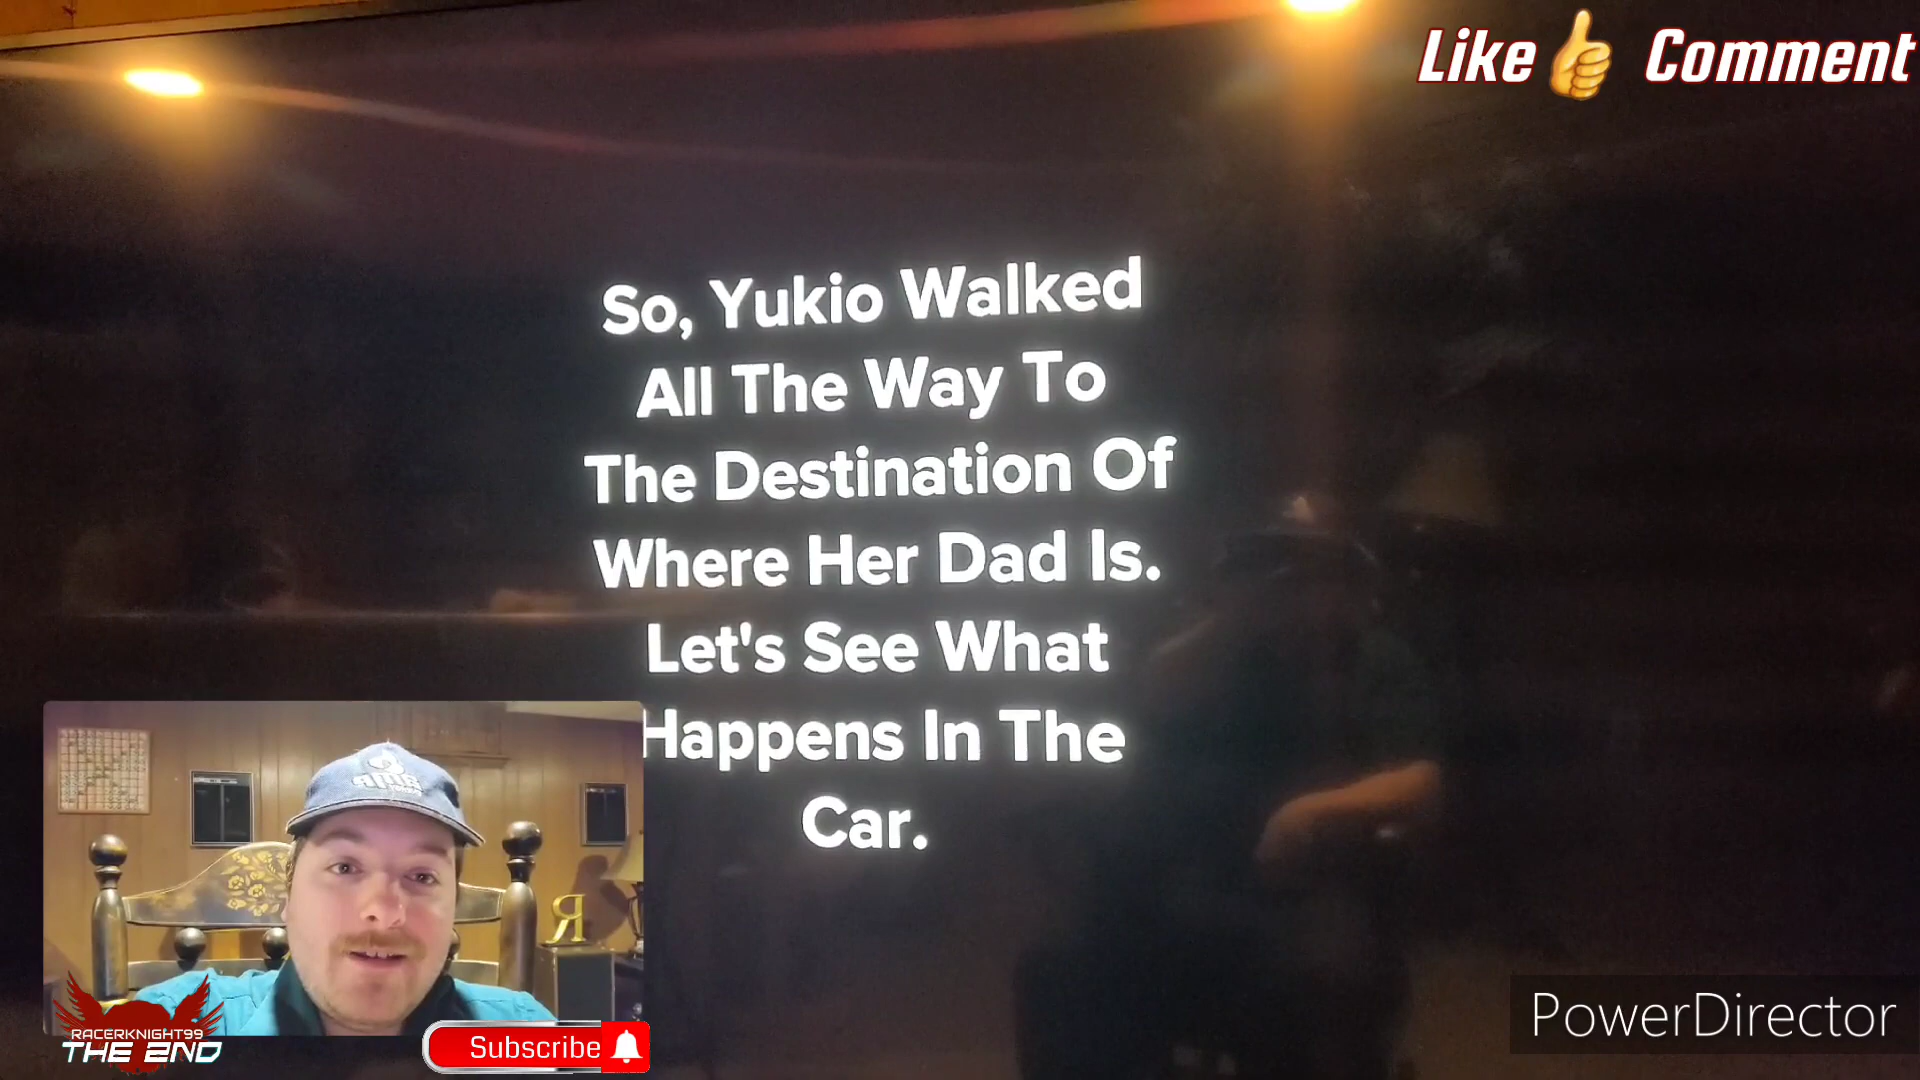 Like 👍 Comment
So, Yukio Walked
All The Way To
The Destination Of
Where Her Dad Is.
Let's See What
Happens In The
Car.
RACERKNIGHT99
THE 2ND
Subscribe
PowerDirector